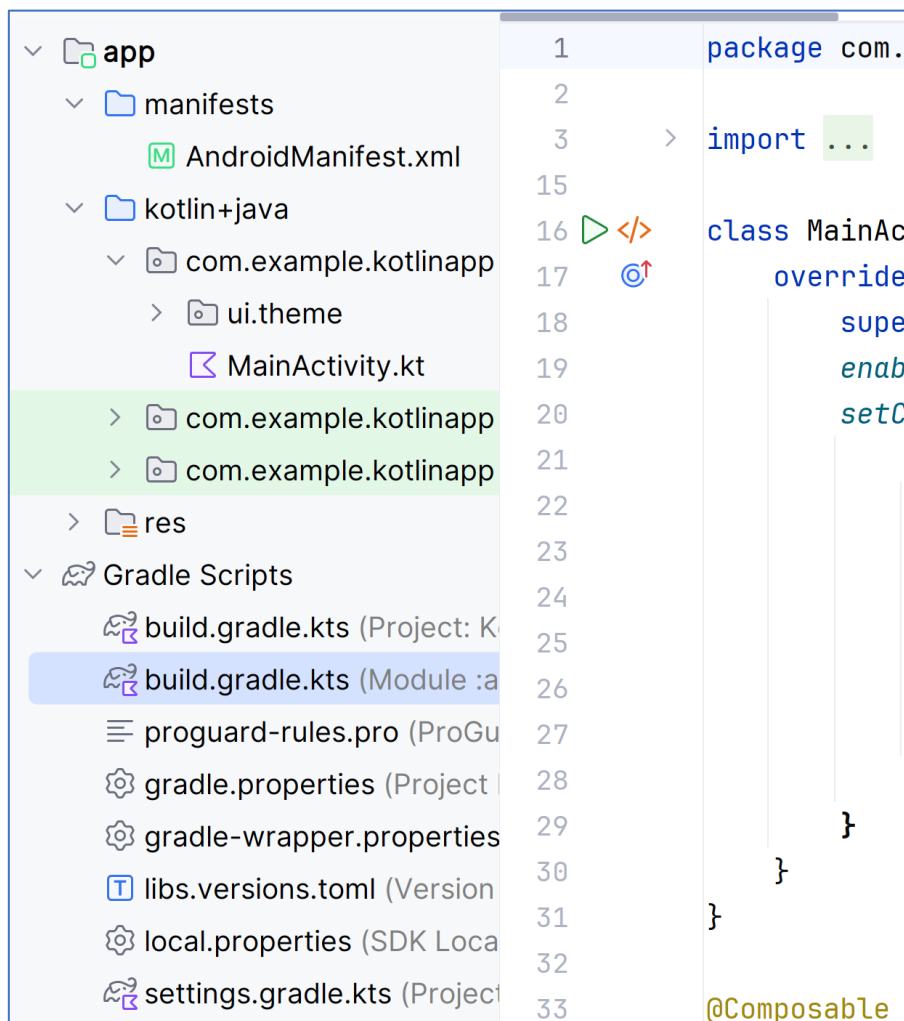 app
manifests
M AndroidManifest.xml
kotlin+java
com.example.kotlinapp
ui.theme
MainActivity.kt
com.example.kotlinapp
com.example.kotlinapp
res
Gradle Scripts
build.gradle.kts (Project:
build.gradle.kts (Module :a
proguard-rules.pro (ProGu
gradle.properties (Project
gradle-wrapper.properties
T libs.versions.toml (Version
local.properties (SDK Loca
settings.gradle.kts (Project
1 package com.
2
3 import ...
15
16 class MainAc
17 override
18 supe
19 enab
20 setC
21
22
23
24
25
26
27
28
29 }
30 }
31 }
32
33 @Composable